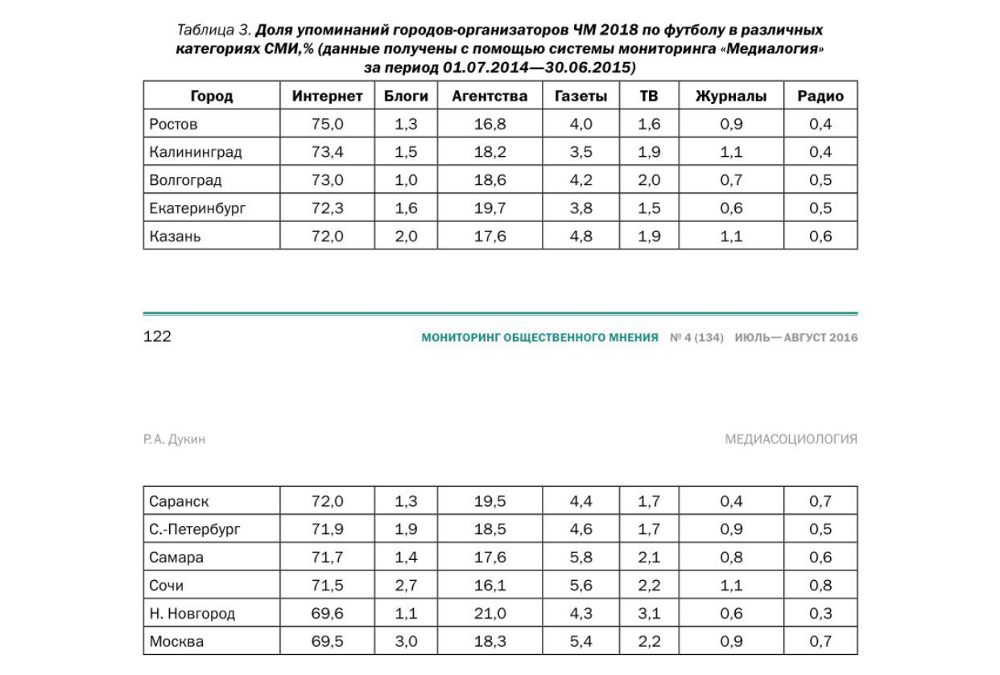 Таблица 3. Доля упоминаний городов-организаторов ЧМ 2018 по футболу в различных
категориях СМИ,% (данные получены с помощью системы мониторинга «Медиалогия»
за период 01.07.2014—30.06.2015)
Город Интернет Блоги Агентства Газеты ТВ Журналы Радио
Ростов 75,0 1,3 16,8 4,0 1,6 0,9 0,4
Калининград 73,4 1,5 18,2 3,5 1,9 1,1 0,4
Волгоград 73,0 1,0 18,6 4,2 2,0 0,7 0,5
Екатеринбург 72,3 1,6 19,7 3,8 1,5 0,6 0,5
Казань 72,0 2,0 17,6 4,8 1,9 1,1 0,6
122 МОНИТОРИНГ ОБЩЕСТВЕННОГО МНЕНИЯ № 4 (134) ИЮЛЬ—АВГУСТ 2016
Р. А. Дукин МЕДИАСОЦИОЛОГИЯ
Саранск 72,0 1,3 19,5 4,4 1,7 0,4 0,7
С.-Петербург 71,9 1,9 18,5 4,6 1,7 0,9 0,5
Самара 71,7 1,4 17,6 5,8 2,1 0,8 0,6
Сочи 71,5 2,7 16,1 5,6 2,2 1,1 0,8
Н. Новгород 69,6 1,1 21,0 4,3 3,1 0,6 0,3
Москва 69,5 3,0 18,3 5,4 2,2 0,9 0,7